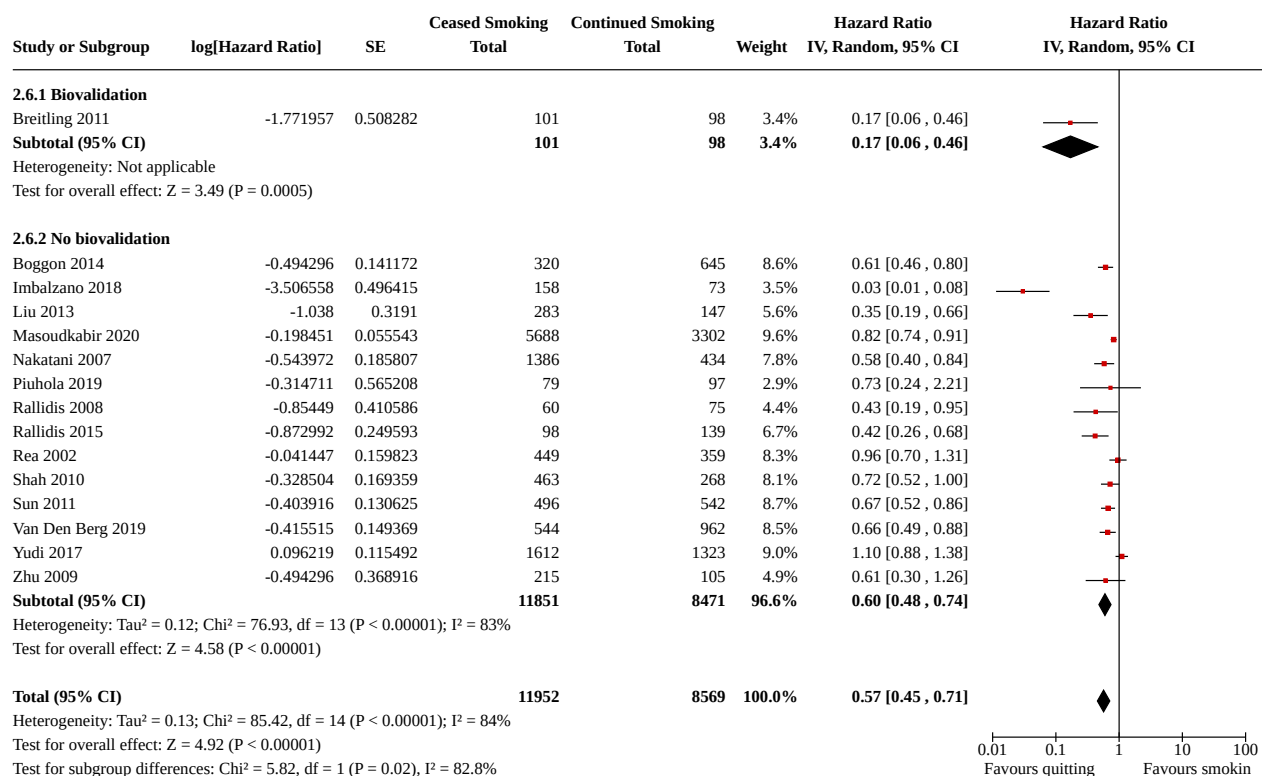 Ceased Smoking Continued Smoking Hazard Ratio Hazard Ratio
Study or Subgroup log[Hazard Ratio] SE Total Total Weight IV, Random, 95% CI IV, Random, 95% CI
2.6.1 Biovalidation
Breitling 2011 -1.771957 0.508282 101 98 3.4% 0.17 [0.06 , 0.46]
Subtotal (95% CI) 101 98 3.4% 0.17 [0.06 , 0.46]
Heterogeneity: Not applicable
Test for overall effect: Z = 3.49 (P = 0.0005)
2.6.2 No biovalidation
Boggon 2014 -0.494296 0.141172 320 645 8.6% 0.61 [0.46 , 0.80]
Imbalzano 2018 -3.506558 0.496415 158 73 3.5% 0.03 [0.01 , 0.08]
Liu 2013 -1.038 0.3191 283 147 5.6% 0.35 [0.19 , 0.66]
Masoudkabir 2020 -0.198451 0.055543 5688 3302 9.6% 0.82 [0.74 , 0.91]
Nakatani 2007 -0.543972 0.185807 1386 434 7.8% 0.58 [0.40 , 0.84]
Piuhola 2019 -0.314711 0.565208 79 97 2.9% 0.73 [0.24 , 2.21]
Rallidis 2008 -0.85449 0.410586 60 75 4.4% 0.43 [0.19 , 0.95]
Rallidis 2015 -0.872992 0.249593 98 139 6.7% 0.42 [0.26 , 0.68]
Rea 2002 -0.041447 0.159823 449 359 8.3% 0.96 [0.70 , 1.31]
Shah 2010 -0.328504 0.169359 463 268 8.1% 0.72 [0.52 , 1.00]
Sun 2011 -0.403916 0.130625 496 542 8.8% 0.67 [0.52 , 0.86]
Van Den Berg 2019 -0.415515 0.149369 544 962 8.5% 0.66 [0.49 , 0.88]
Yudi 2017 0.096219 0.115492 1612 1323 9.0% 1.10 [0.88 , 1.38]
Zhu 2009 -0.494296 0.368916 215 105 4.9% 0.61 [0.30 , 1.26]
Subtotal (95% CI) 11851 8471 96.6% 0.60 [0.48 , 0.74]
Heterogeneity: Tau² = 0.12; Chi² = 76.93, df = 13 (P < 0.00001); I² = 83%
Test for overall effect: Z = 4.58 (P < 0.00001)
Total (95% CI) 11952 8569 100.0% 0.57 [0.45 , 0.71]
Heterogeneity: Tau² = 0.13; Chi² = 85.42, df = 14 (P < 0.00001); I² = 84%
Test for overall effect: Z = 4.92 (P < 0.00001)
0.01 0.1 1 10 100
Test for subgroup differences: Chi² = 5.82, df = 1 (P = 0.02), I² = 82.8%
Favours quitting Favours smokin